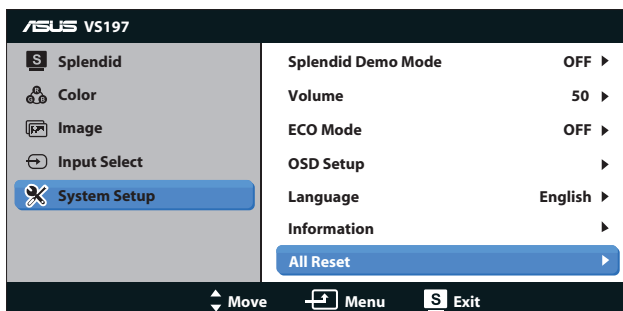 ASUS VS197
S Splendid
R G B Color
Image
Input Select
System Setup
Splendid Demo Mode OFF
Volume 50
ECO Mode OFF
OSD Setup
Language English
Information
All Reset
Move Menu S Exit